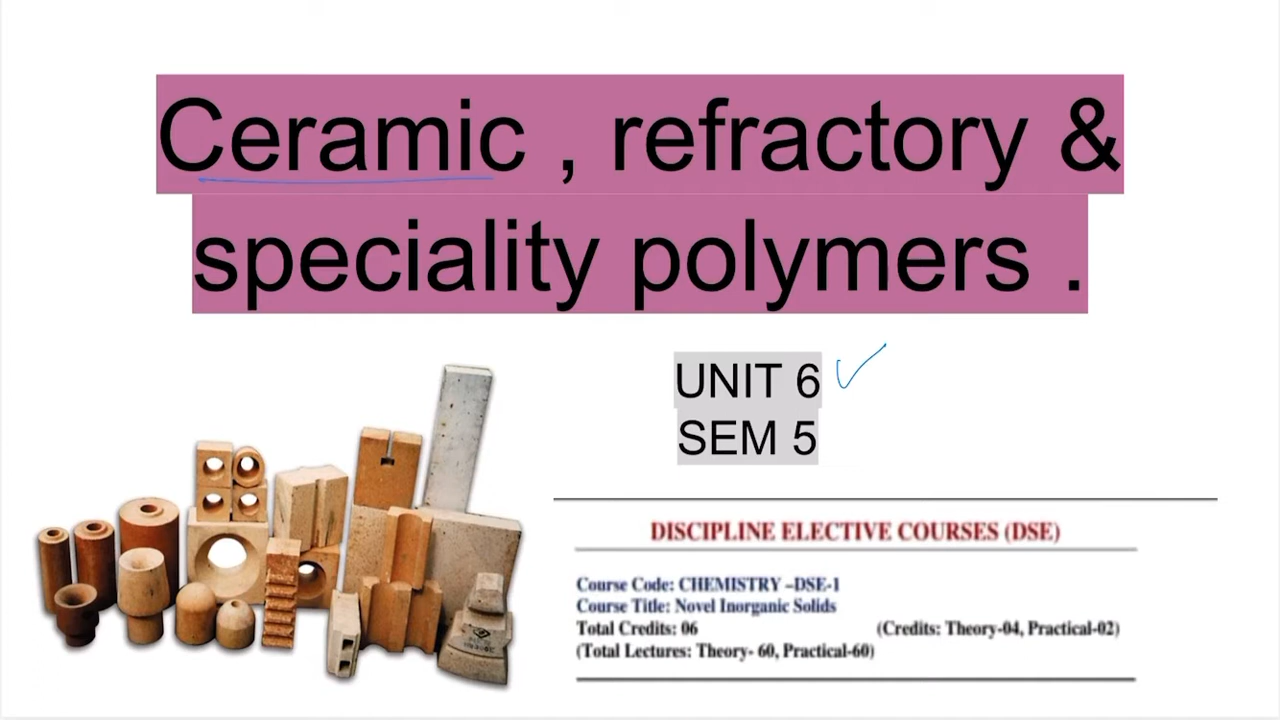 Ceramic , refractory &
speciality polymers .
UNIT 6
SEM 5
DISCIPLINE ELECTIVE COURSES (DSE)
Course Code: CHEMISTRY –DSE-1
Course Title: Novel Inorganic Solids
Total Credits: 06 (Credits: Theory-04, Practical-02)
(Total Lectures: Theory- 60, Practical-60)